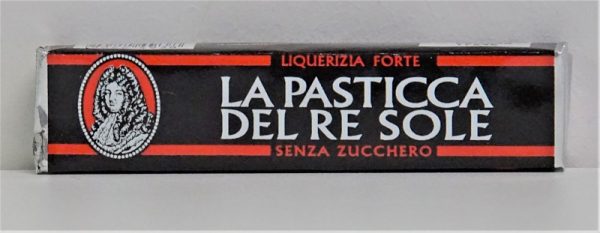 LIQUERIZIA FORTE
LA PASTICCA
DEL RE SOLE
SENZA ZUCCHERO